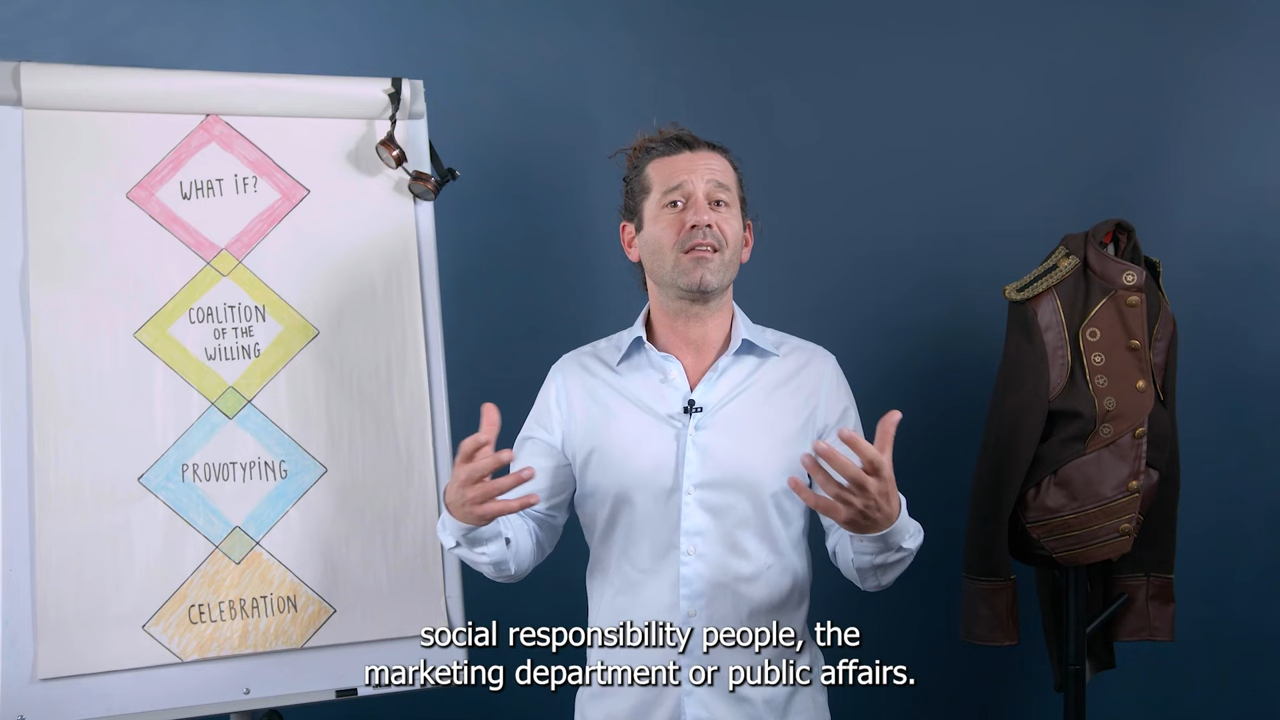 WHAT iF?
COALITION
OF THE
WILLING
PROVOTYPING
CELEBRATION
social responsibility people, the
marketing department or public affairs.